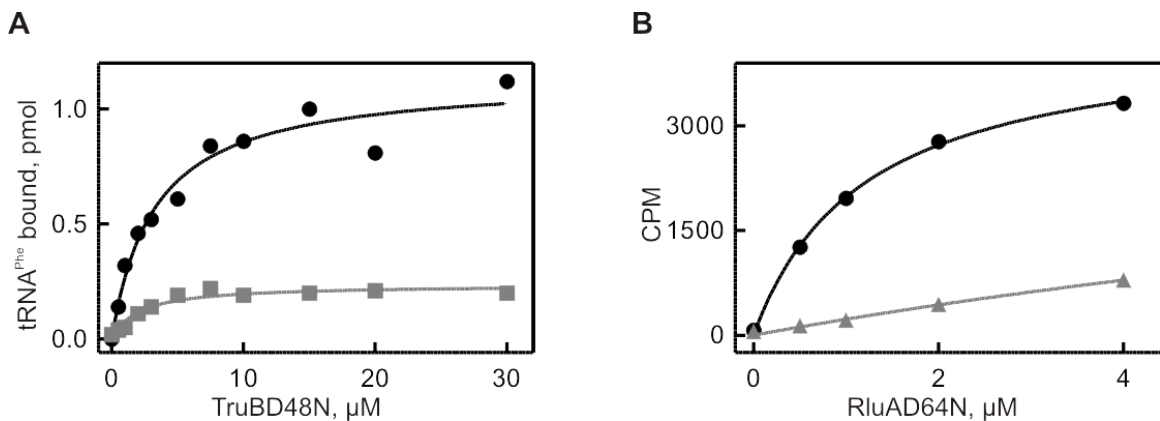 A
B
tRNA^Phe bound, pmol
1.0
0.5
0.0
0 10 20 30
TruBD48N, µM
CPM
3000
1500
0
0 2 4
RluAD64N, µM